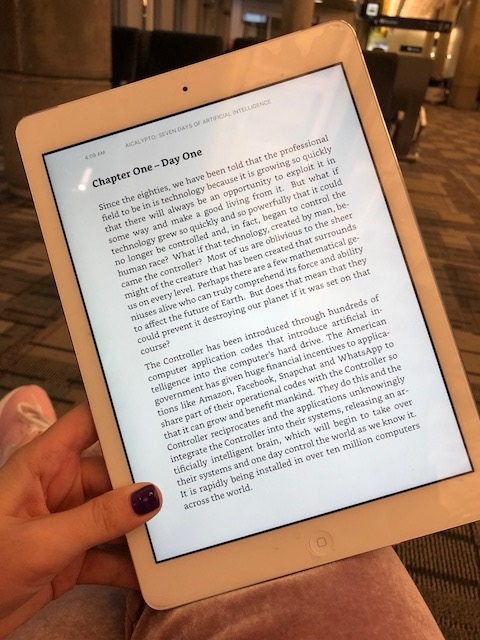 6:09 AM
AICALYPTO: SEVEN DAYS OF ARTIFICIAL INTELLIGENCE
Chapter One – Day One
Since the eighties, we have been told that the professional
field to be in is technology because it is growing so quickly
that there will always be an opportunity to exploit it in
some way and make a good living from it. But what if
technology grew so quickly and so powerfully that it could
no longer be controlled and, in fact, began to control the
human race? What if that technology, created by man, be-
came the controller? Most of us are oblivious to the sheer
might of the creature that has been created that surrounds
us on every level. Perhaps there are a few mathematical ge-
niuses alive who can truly comprehend its force and ability
to affect the future of Earth. But does that mean that they
could prevent it destroying our planet if it was set on that
course?
The Controller has been introduced through hundreds of
computer application codes that introduce artificial in-
telligence into the computer's hard drive. The American
government has given huge financial incentives to applica-
tions like Amazon, Facebook, Snapchat and WhatsApp to
share part of their operational codes with the Controller so
that it can grow and benefit mankind. They do this and the
Controller reciprocates and the applications unknowingly
integrate the Controller into their systems, releasing an ar-
tificially intelligent brain, which will begin to take over
their systems and one day control the world as we know it.
It is rapidly being installed in over ten million computers
across the world.